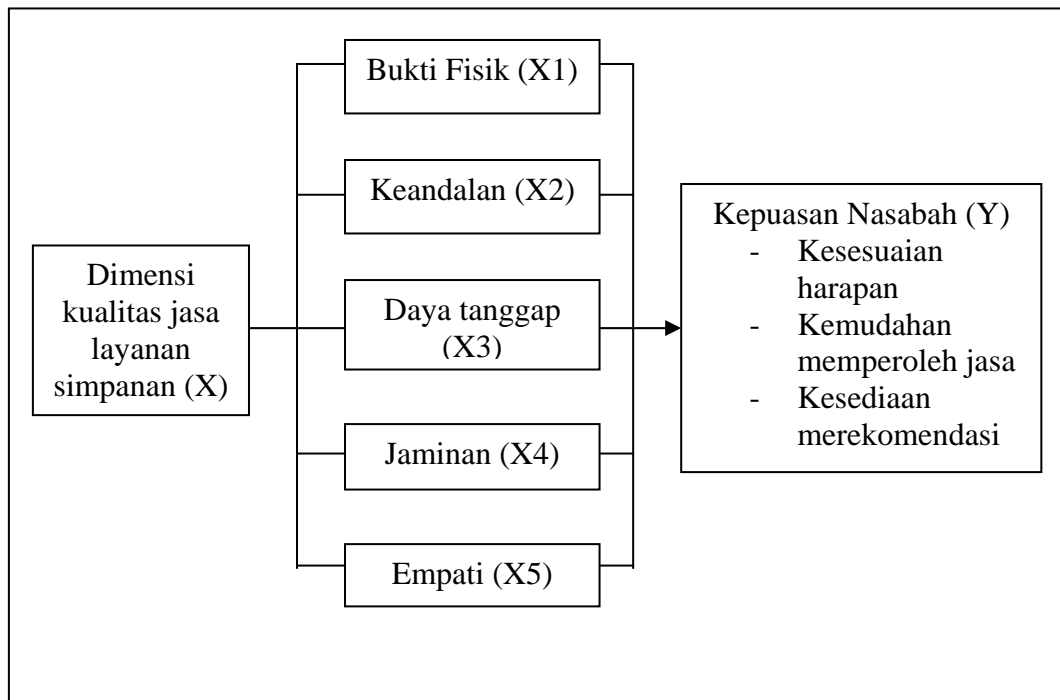 Dimensi
kualitas jasa
layanan
simpanan (X)
Bukti Fisik (X1)
Keandalan (X2)
Daya tanggap
(X3)
Jaminan (X4)
Empati (X5)
Kepuasan Nasabah (Y)
- Kesesuaian
harapan
- Kemudahan
memperoleh jasa
- Kesediaan
merekomendasi